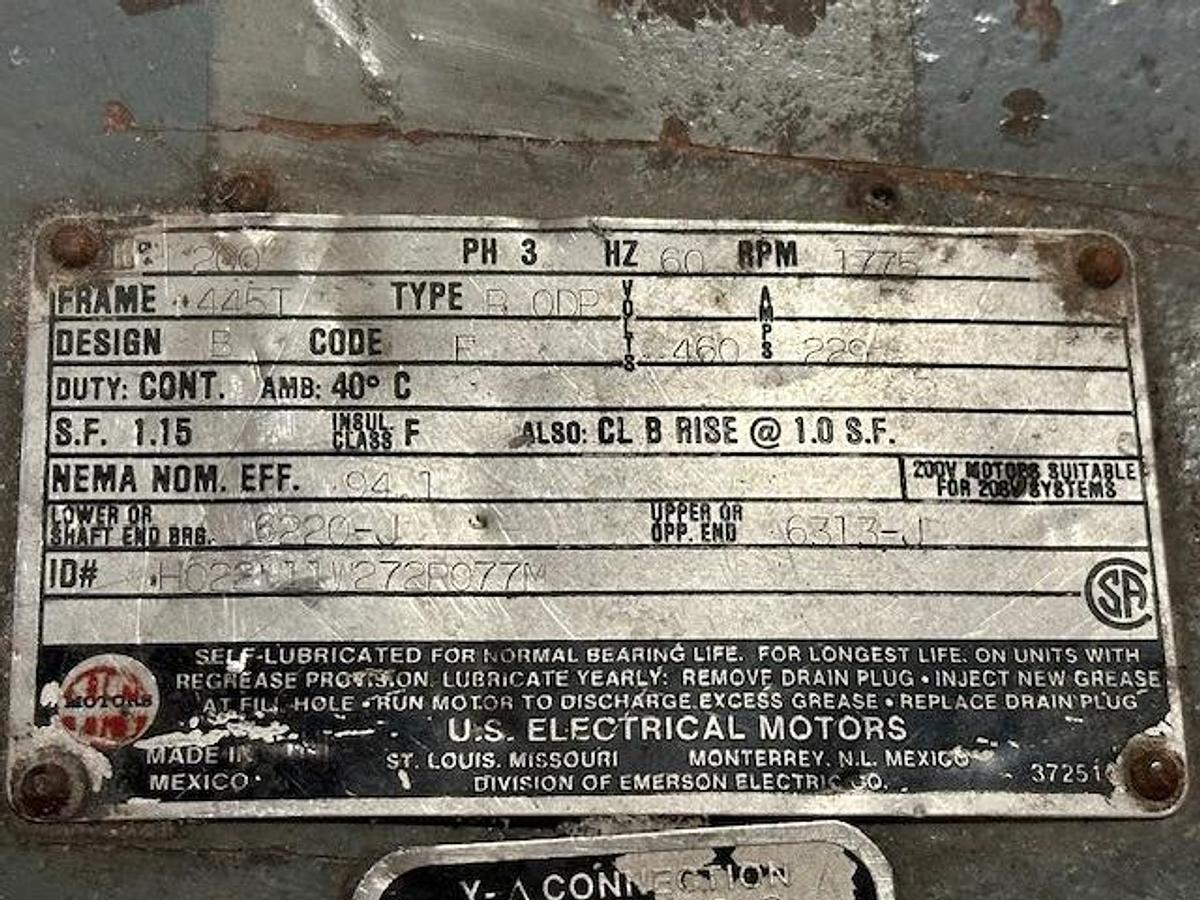 200 PH 3 HZ 60 RPM 1775
FRAME 445T TYPE R ODP VOLTS AMPS
DESIGN B CODE F 460 229
DUTY: CONT. AMB: 40° C
S.F. 1.15 INSUL. CLASS F ALSO: CL B RISE @ 1.0 S.F.
NEMA NOM. EFF. 94.1 200V MOTORS SUITABLE
FOR 208V SYSTEMS
LOWER OR UPPER OR
SHAFT END BRG. 6220-J OPP. END 6313-J
ID#
SA
SELF-LUBRICATED FOR NORMAL BEARING LIFE. FOR LONGEST LIFE. ON UNITS WITH
REGREASE PROVISION LUBRICATE YEARLY: REMOVE DRAIN PLUG • INJECT NEW GREASE
AT FILL HOLE • RUN MOTOR TO DISCHARGE EXCESS GREASE • REPLACE DRAIN PLUG
MOTORS
U.S. ELECTRICAL MOTORS
MADE IN ST. LOUIS. MISSOURI MONTERREY. N.L. MEXICO
MEXICO DIVISION OF EMERSON ELECTRIC CO. 37251
Y-Δ CONNECTION